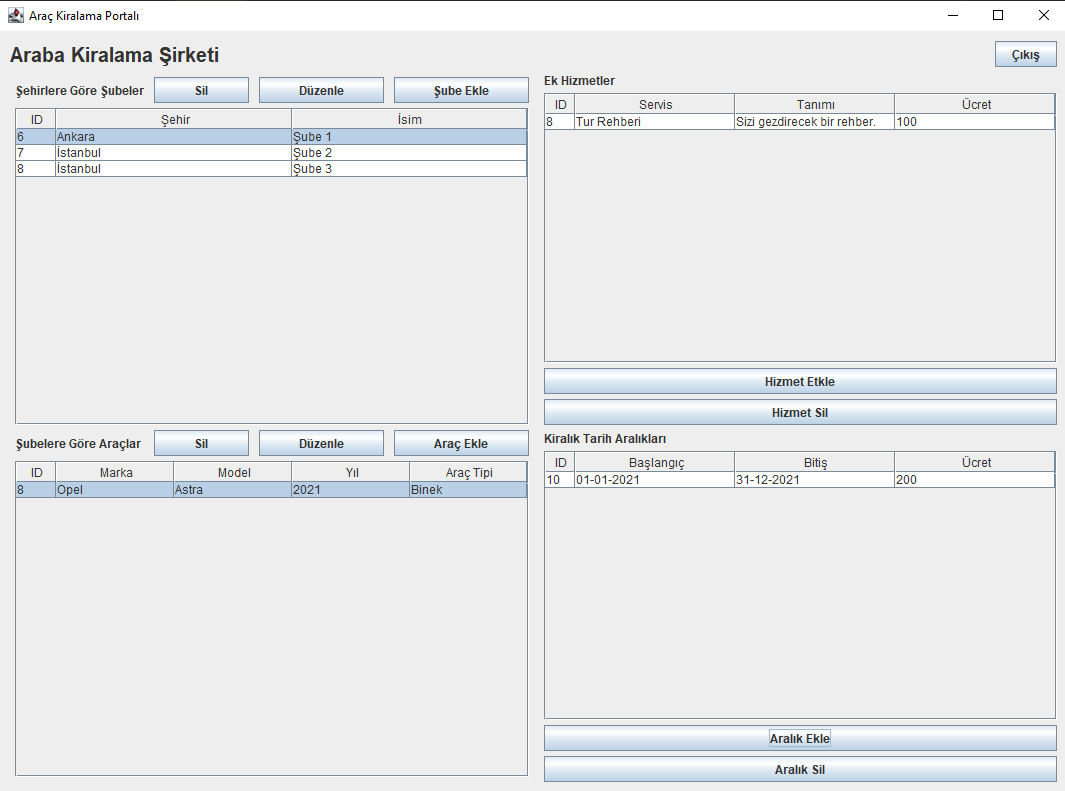 Araç Kiralama Portalı
Araba Kiralama Şirketi
Çıkış
Şehirlere Göre Şubeler Sil Düzenle Şube Ekle
ID Şehir İsim
6 Ankara Şube 1
7 İstanbul Şube 2
8 İstanbul Şube 3
Şubelere Göre Araçlar Sil Düzenle Araç Ekle
ID Marka Model Yıl Araç Tipi
8 Opel Astra 2021 Binek
Ek Hizmetler
ID Servis Tanımı Ücret
8 Tur Rehberi Sizi gezdirecek bir rehber. 100
Hizmet Etkle
Hizmet Sil
Kiralık Tarih Aralıkları
ID Başlangıç Bitiş Ücret
10 01-01-2021 31-12-2021 200
Aralık Ekle
Aralık Sil